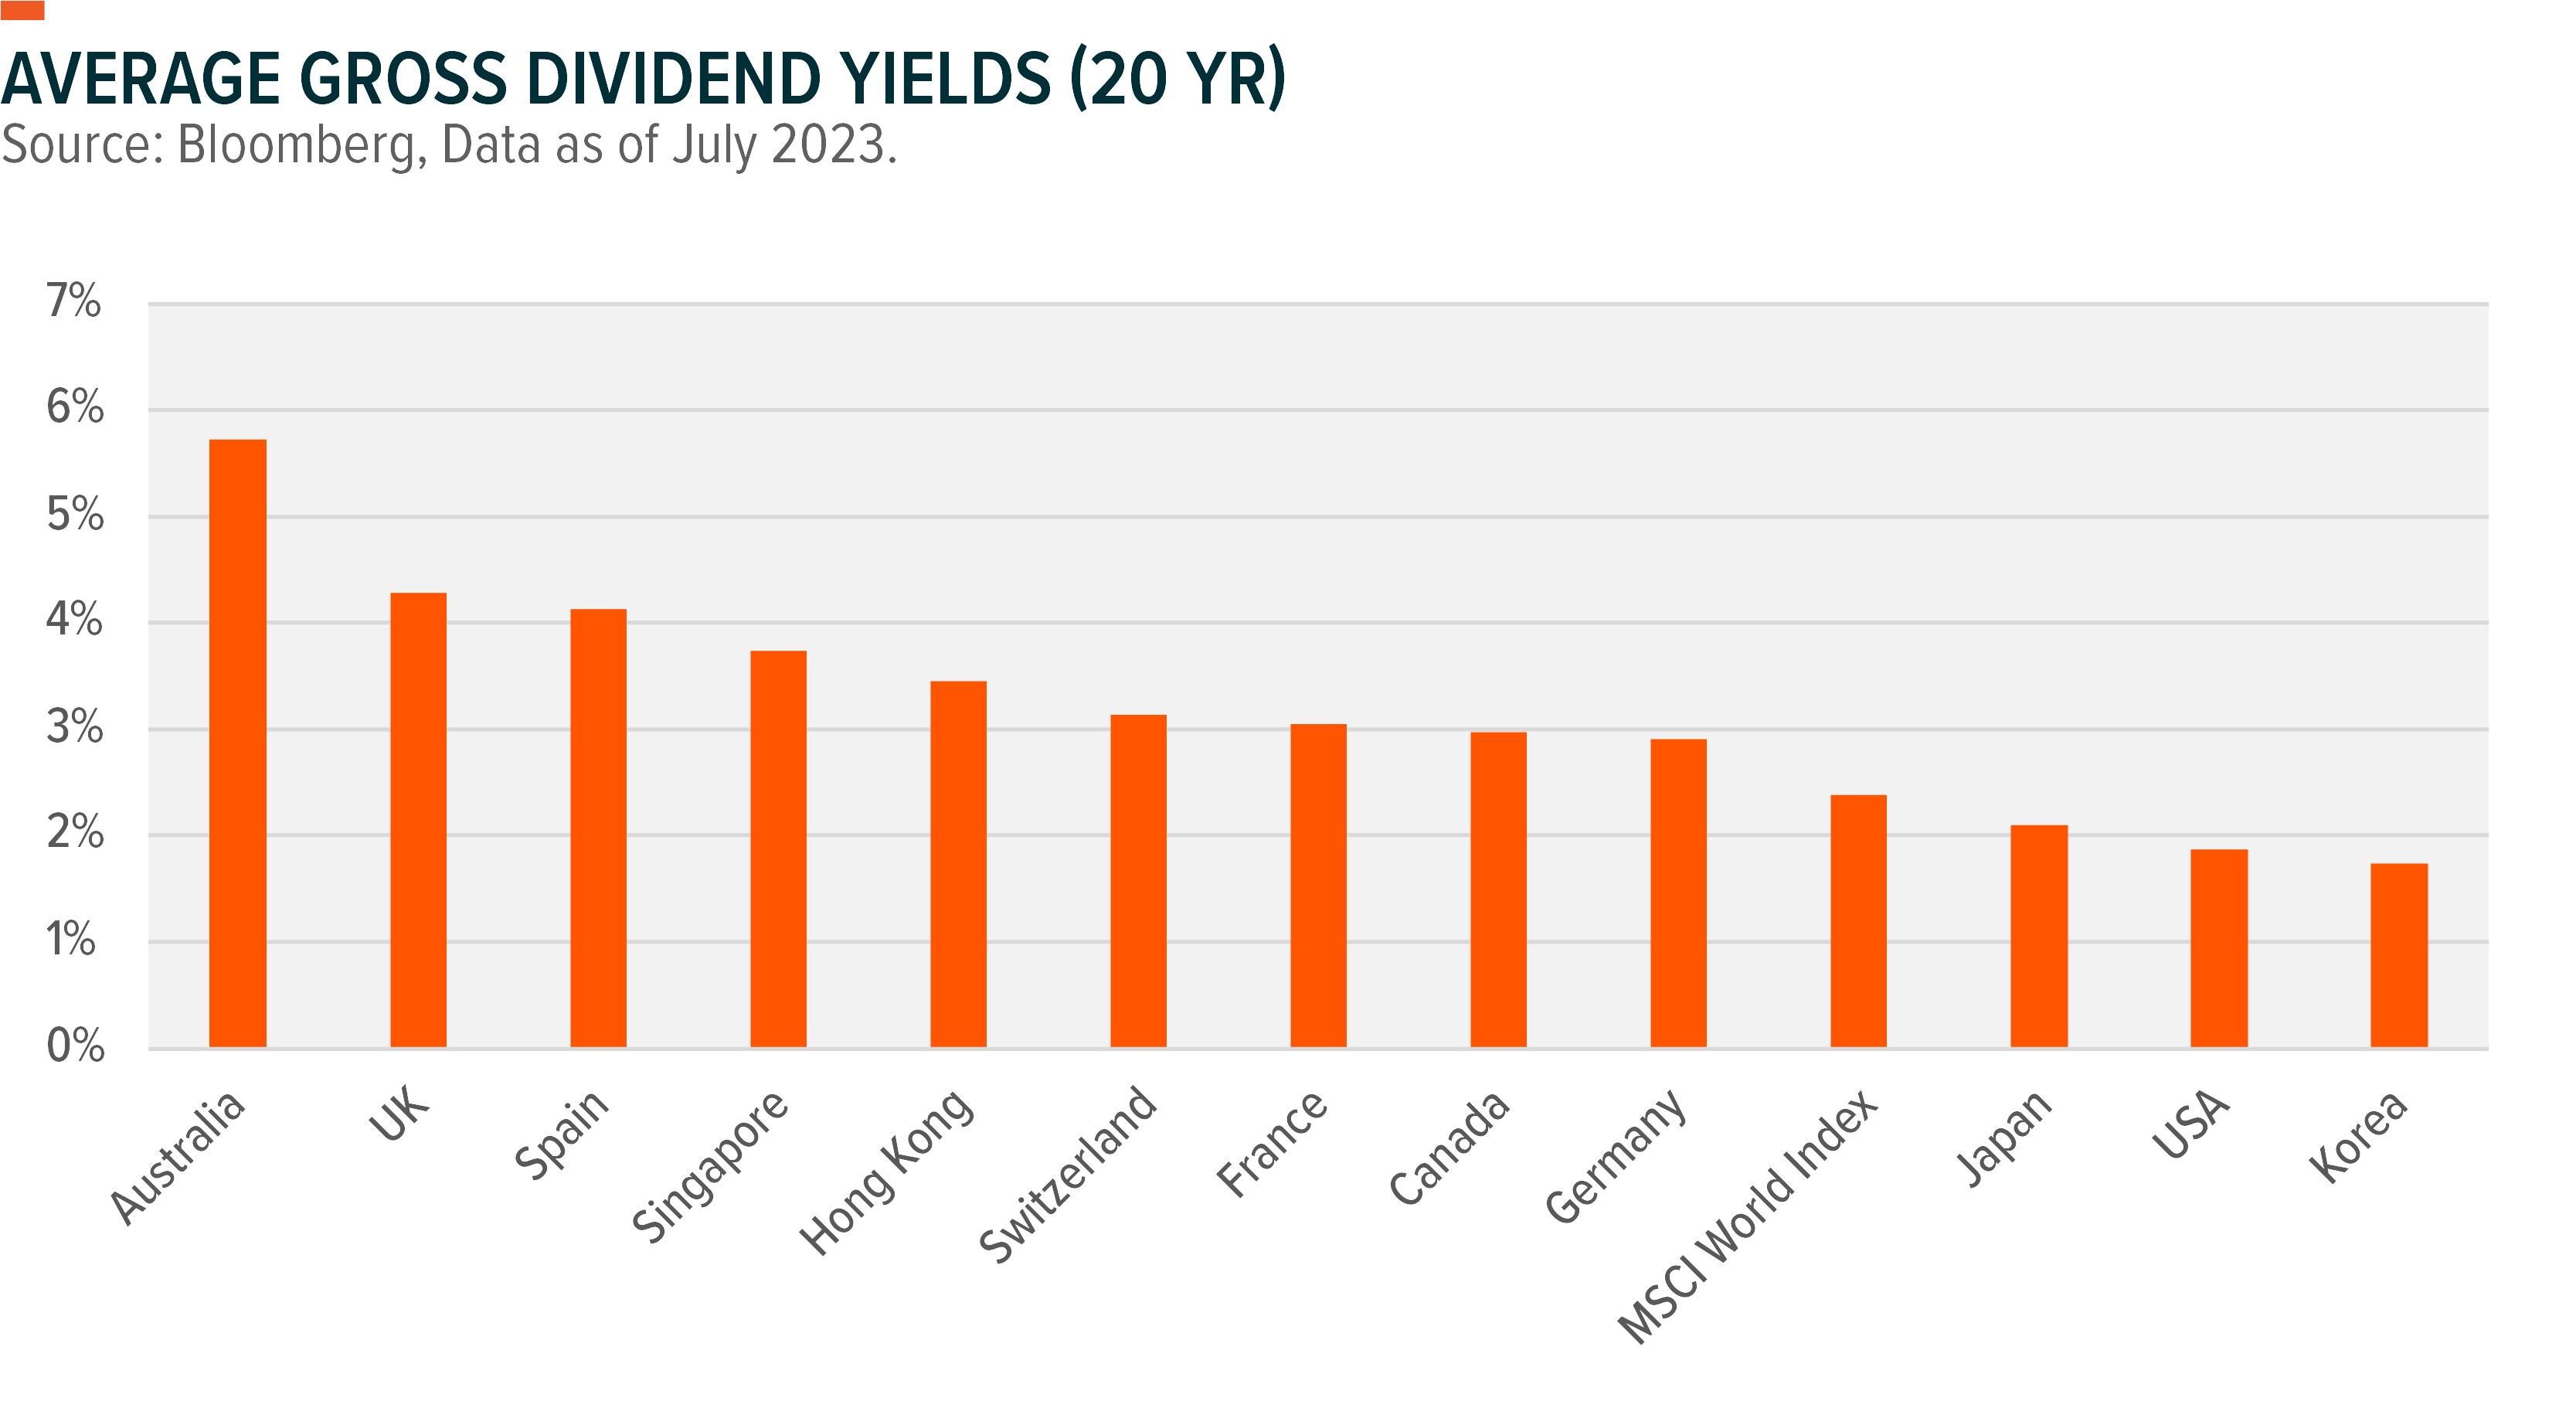 AVERAGE GROSS DIVIDEND YIELDS (20 YR)
Source: Bloomberg, Data as of July 2023.
7%
6%
5%
4%
3%
2%
1%
0%
Australia
UK
Spain
Singapore
Hong Kong
Switzerland
France
Canada
Germany
MSCI World Index
Japan
USA
Korea